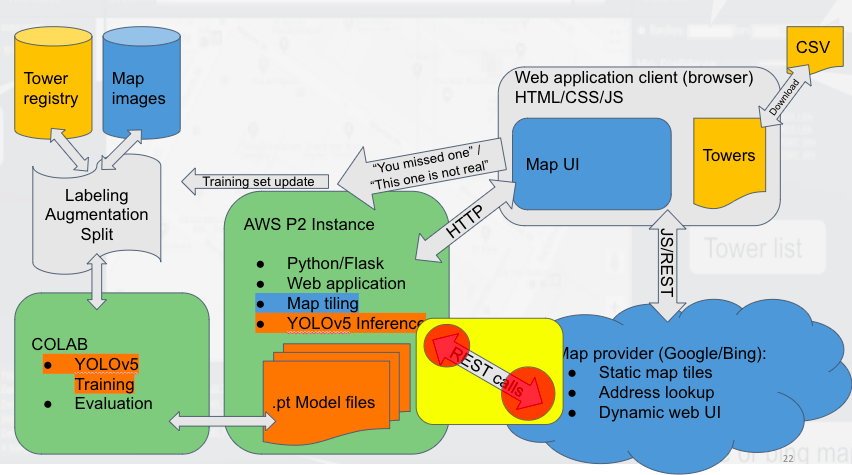 Tower
registry
Map
images
Labeling
Augmentation
Split
Training set update
"You missed one" /
"This one is not real"
Web application client (browser)
HTML/CSS/JS
Map UI
Towers
CSV
Download
HTTP
JS/REST
Tower list
AWS P2 Instance
● Python/Flask
● Web application
● Map tiling
● YOLOv5 Inference
.pt Model files
COLAB
● YOLOv5
Training
● Evaluation
REST calls
Map provider (Google/Bing):
● Static map tiles
● Address lookup
● Dynamic web UI
22